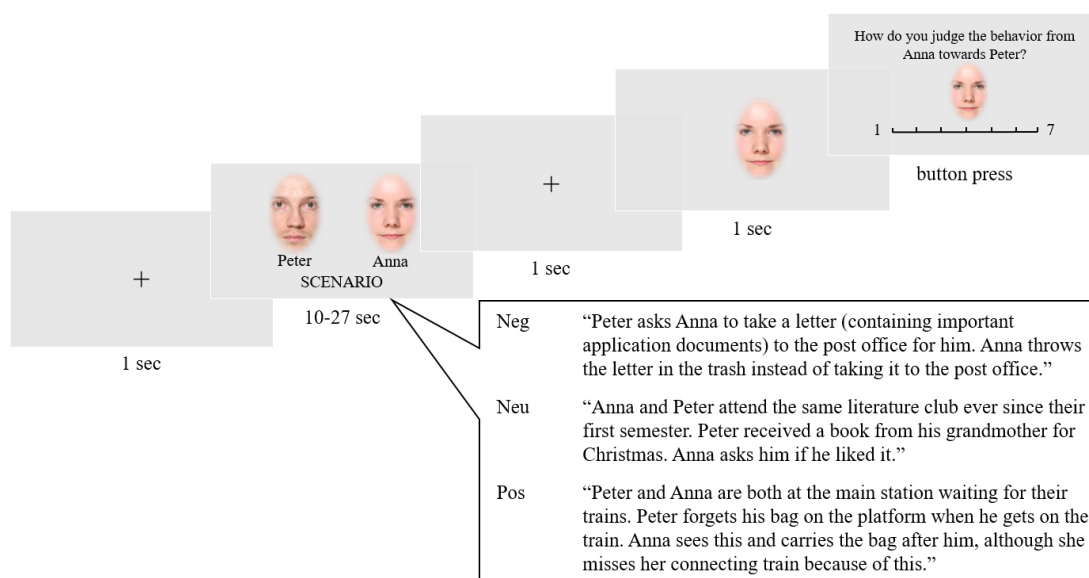 +
1 sec
Peter Anna
SCENARIO
10-27 sec
+
1 sec
1 sec
How do you judge the behavior from
Anna towards Peter?
1 7
button press
Neg “Peter asks Anna to take a letter (containing important
application documents) to the post office for him. Anna throws
the letter in the trash instead of taking it to the post office.”
Neu “Anna and Peter attend the same literature club ever since their
first semester. Peter received a book from his grandmother for
Christmas. Anna asks him if he liked it.”
Pos “Peter and Anna are both at the main station waiting for their
trains. Peter forgets his bag on the platform when he gets on the
train. Anna sees this and carries the bag after him, although she
misses her connecting train because of this.”